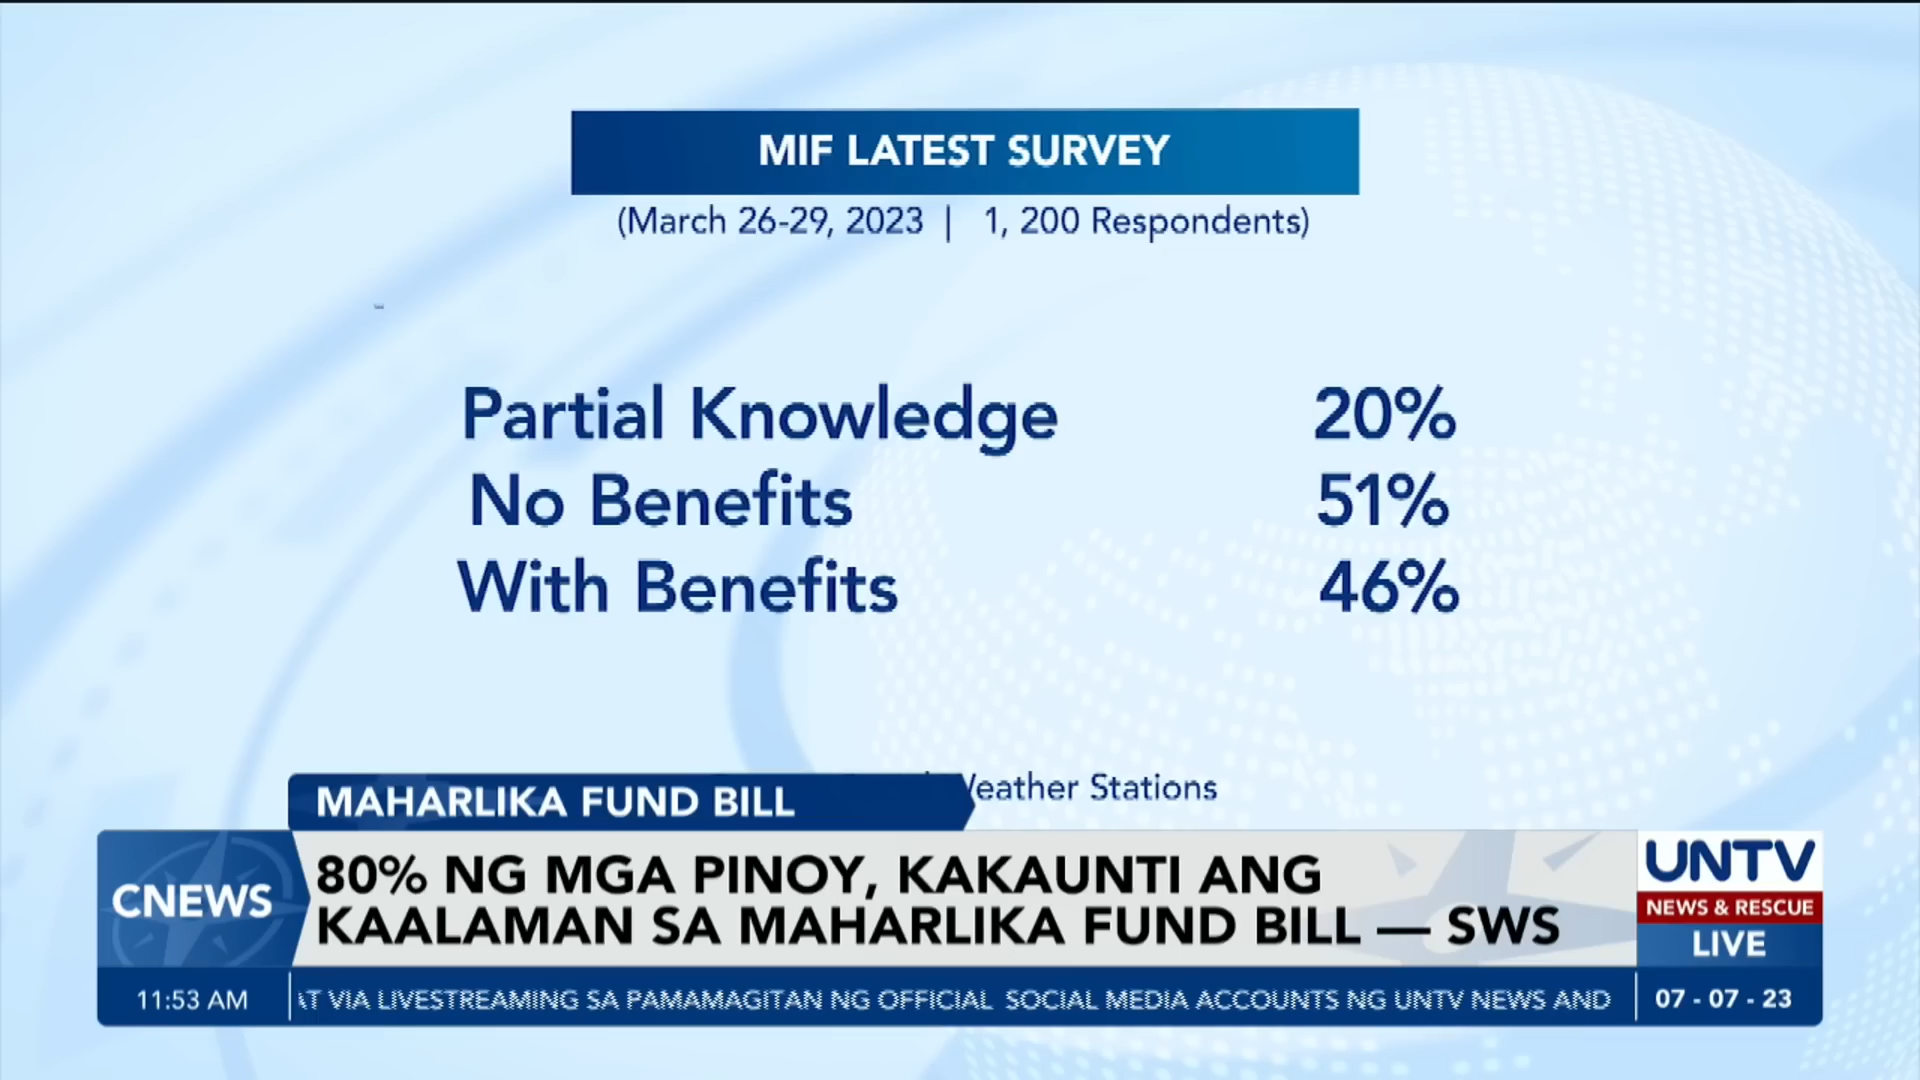 MIF LATEST SURVEY
(March 26-29, 2023 | 1, 200 Respondents)
Partial Knowledge 20%
No Benefits 51%
With Benefits 46%
Weather Stations
MAHARLIKA FUND BILL
CNEWS
80% NG MGA PINOY, KAKAUNTI ANG
KAALAMAN SA MAHARLIKA FUND BILL — SWS
UNTV
NEWS & RESCUE
LIVE
11:53 AM
VIA LIVESTREAMING SA PAMAMAGITAN NG OFFICIAL SOCIAL MEDIA ACCOUNTS NG UNTV NEWS AND
07 - 07 - 23